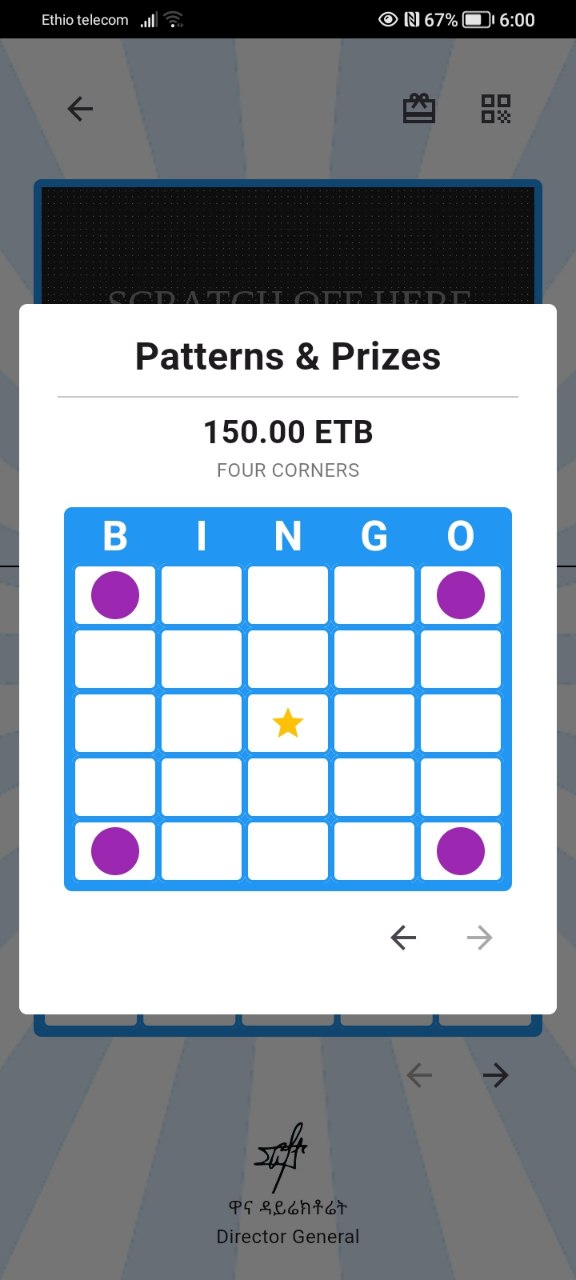 Ethio telecom 67% 6:00
SCRATCH OFF HERE
Patterns & Prizes
150.00 ETB
FOUR CORNERS
B I N G O
ዋና ዳይሬክቶሬት
Director General